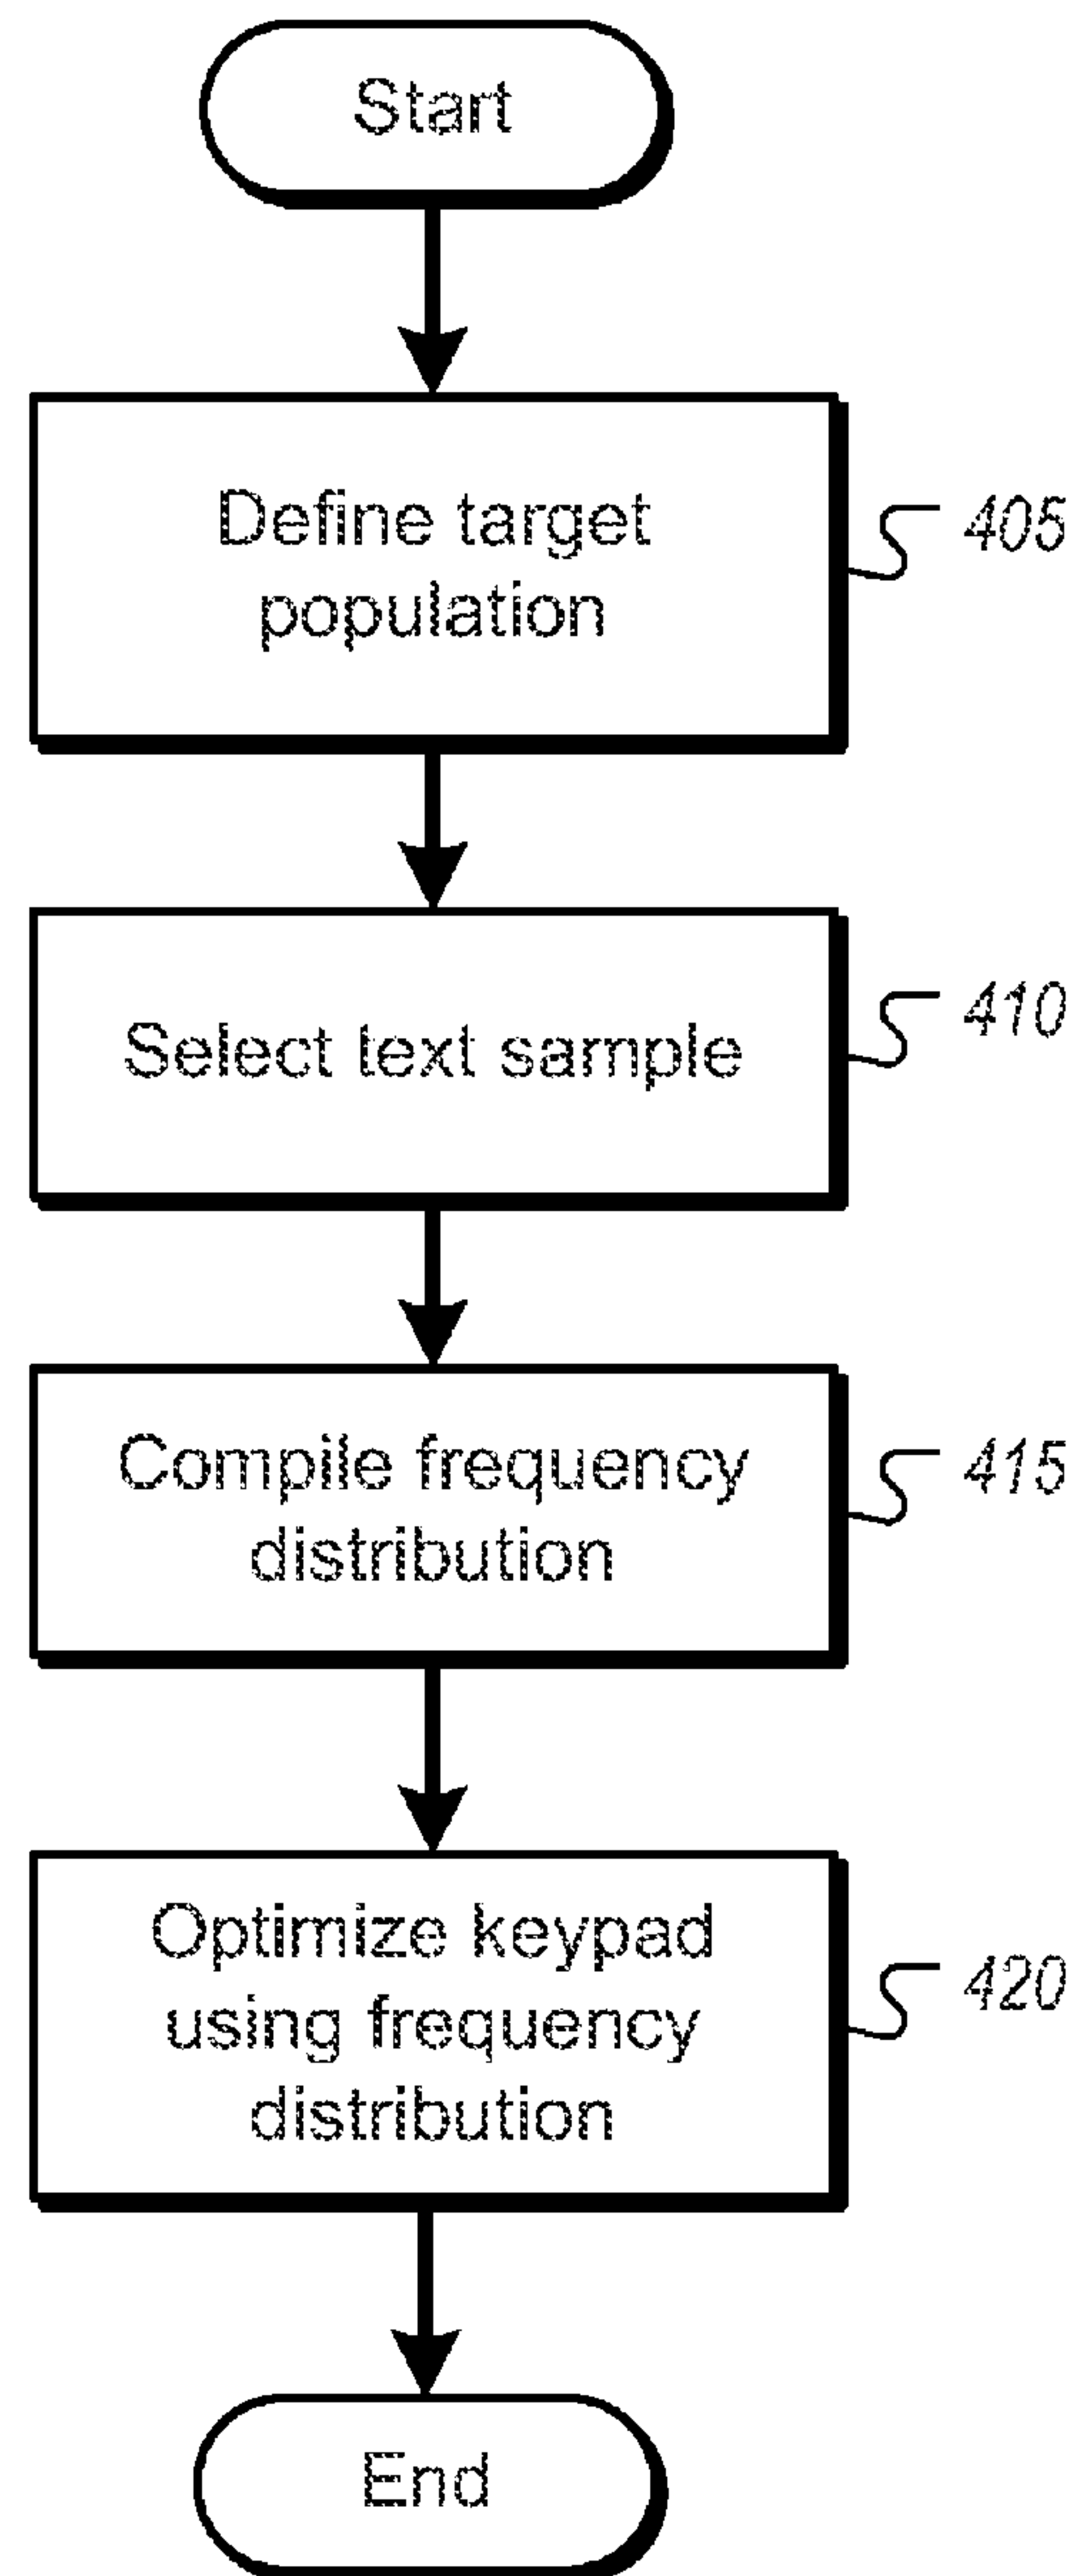 Start
Define target
population
405
Select text sample
410
Compile frequency
distribution
415
Optimize keypad
using frequency
distribution
420
End